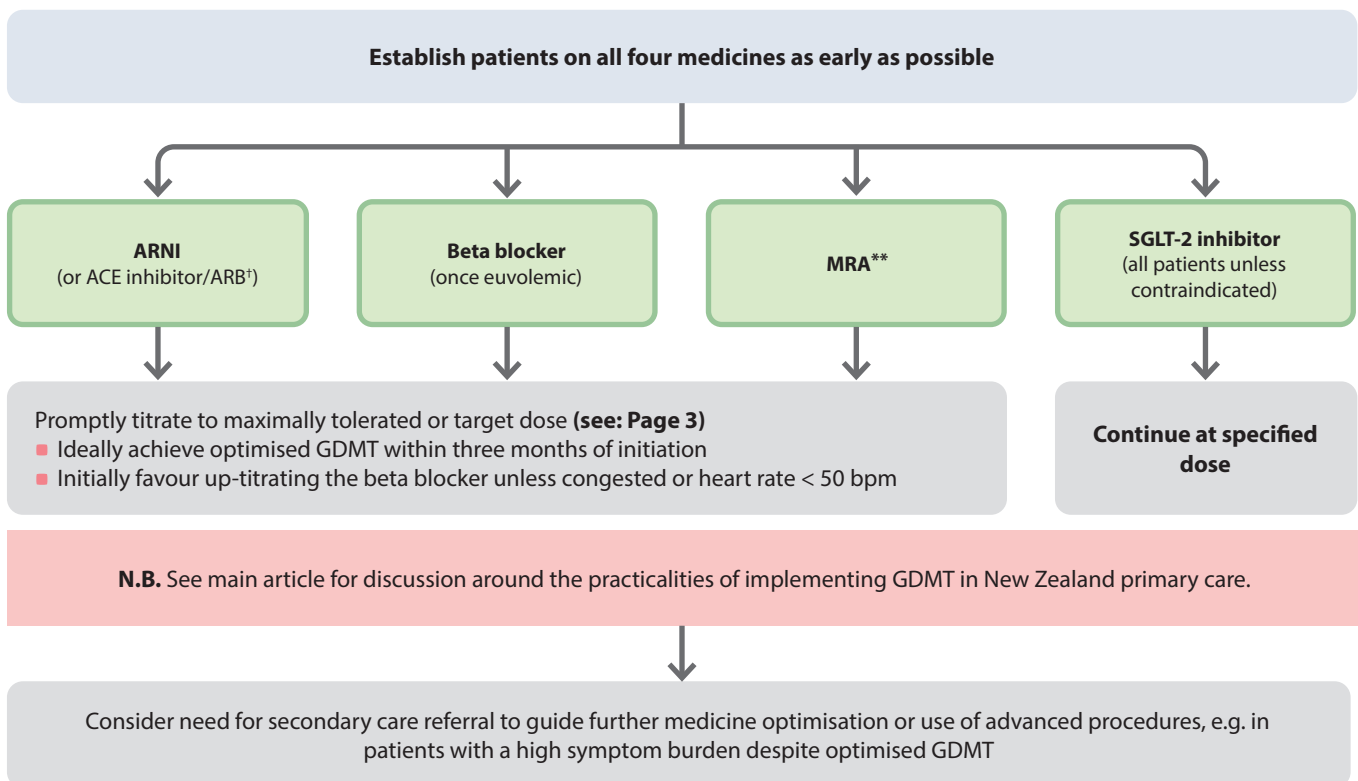 Establish patients on all four medicines as early as possible
ARNI
(or ACE inhibitor/ARB†)
Beta blocker
(once euvolemic)
MRA**
SGLT-2 inhibitor
(all patients unless
contraindicated)
Promptly titrate to maximally tolerated or target dose (see: Page 3)
Ideally achieve optimised GDMT within three months of initiation
Initially favour up-titrating the beta blocker unless congested or heart rate < 50 bpm
Continue at specified
dose
N.B. See main article for discussion around the practicalities of implementing GDMT in New Zealand primary care.
Consider need for secondary care referral to guide further medicine optimisation or use of advanced procedures, e.g. in
patients with a high symptom burden despite optimised GDMT